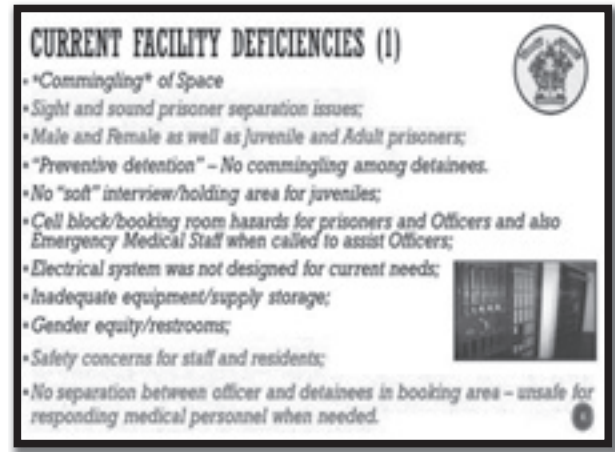 CURRENT FACILITY DEFICIENCIES (1)
• *Commingling* of Space
• Sight and sound prisoner separation issues;
• Male and Female as well as Juvenile and Adult prisoners;
• "Preventive detention" – No commingling among detainees.
• No "soft" interview/holding area for juveniles;
• Cell block/booking room hazards for prisoners and Officers and also
Emergency Medical Staff when called to assist Officers;
• Electrical system was not designed for current needs;
• Inadequate equipment/supply storage;
• Gender equity/restrooms;
• Safety concerns for staff and residents;
• No separation between officer and detainees in booking area – unsafe for
responding medical personnel when needed.